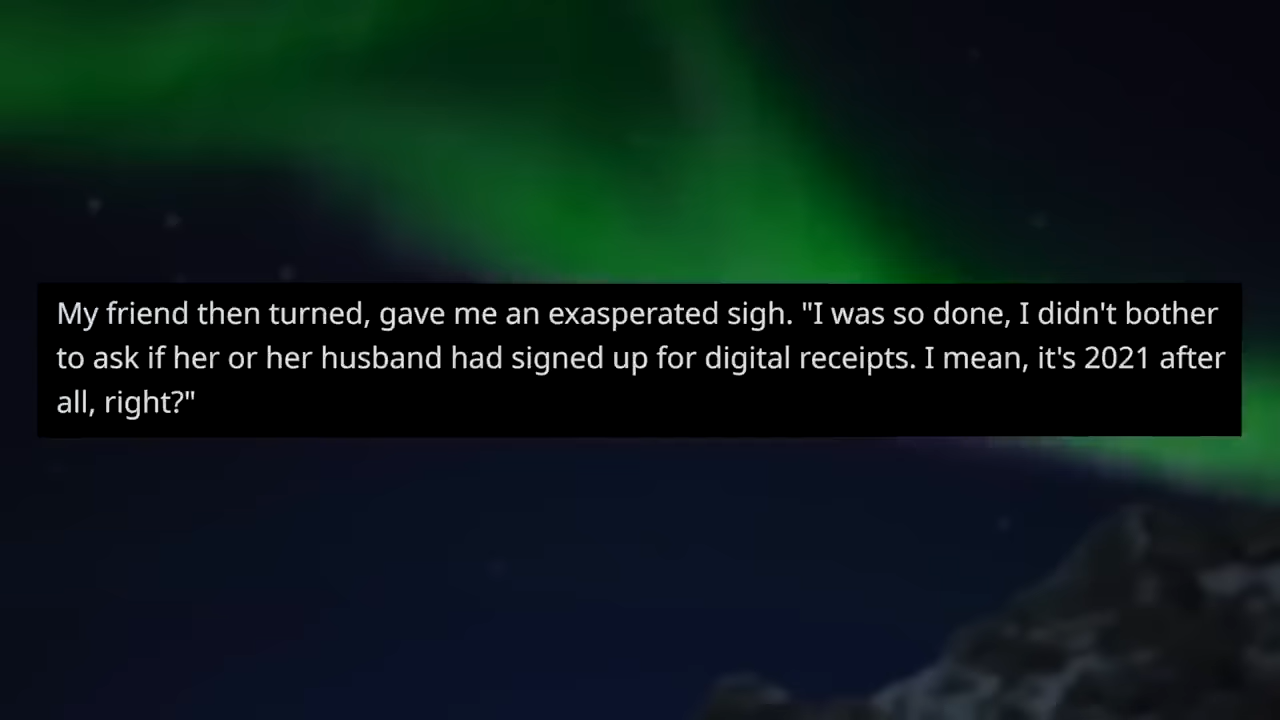 My friend then turned, gave me an exasperated sigh. "I was so done, I didn't bother
to ask if her or her husband had signed up for digital receipts. I mean, it's 2021 after
all, right?"